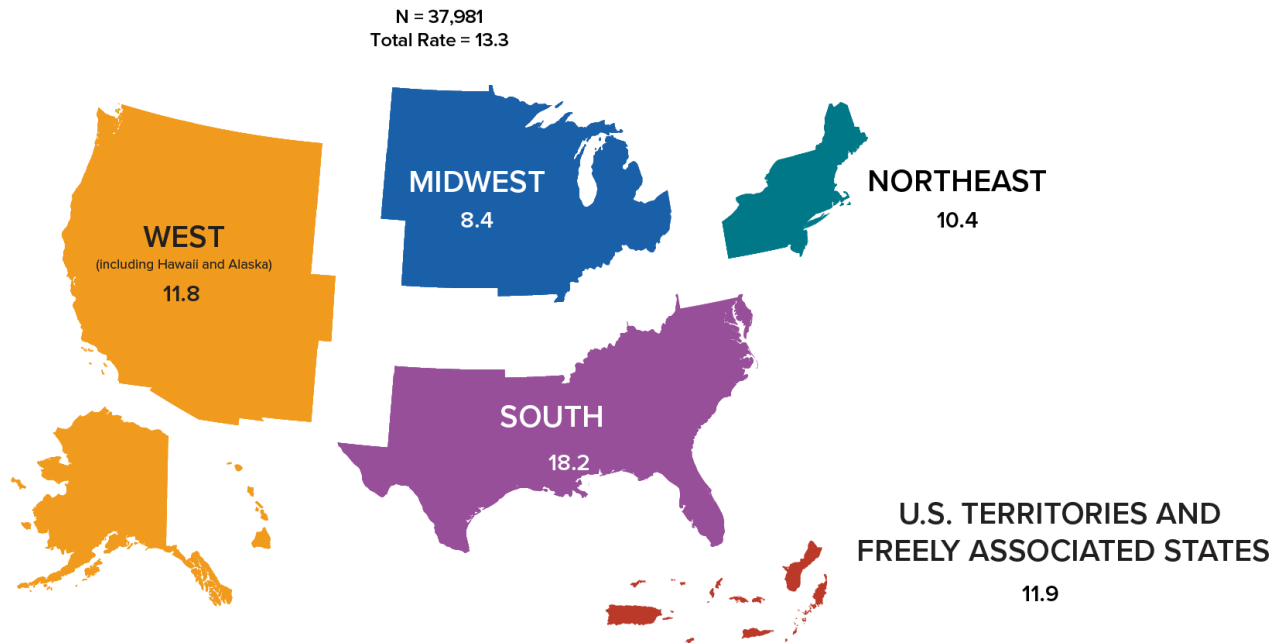 N = 37,981
Total Rate = 13.3
WEST
(including Hawaii and Alaska)
11.8
MIDWEST
8.4
NORTHEAST
10.4
SOUTH
18.2
U.S. TERRITORIES AND
FREELY ASSOCIATED STATES
11.9